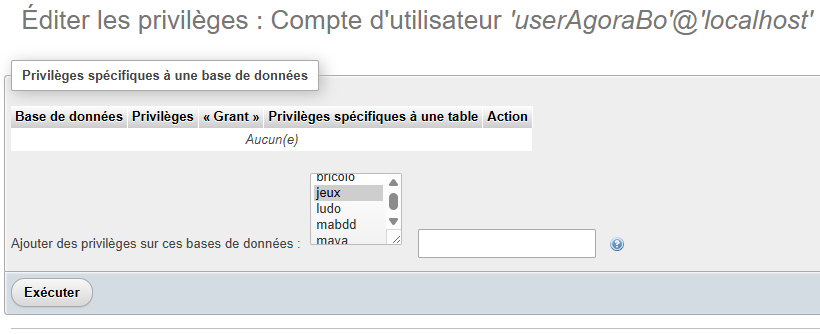 Éditer les privilèges : Compte d'utilisateur 'userAgoraBo'@'localhost'
Privilèges spécifiques à une base de données
Base de données Privilèges « Grant » Privilèges spécifiques à une table Action
Aucun(e)
bricolo
jeux
ludo
mabdd
maya
Ajouter des privilèges sur ces bases de données :
Exécuter